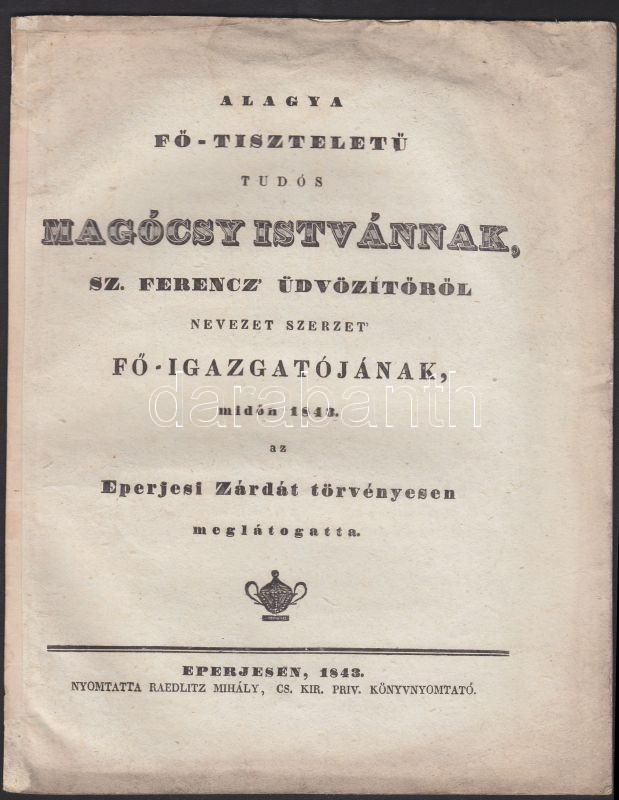 ALAGYA
FŐ-TISZTELETŰ
TUDÓS
MAGÓCSY ISTVÁNNAK,
SZ. FERENCZ' ÜDVÖZÍTŐRŐL
NEVEZET SZERZET'
FŐ-IGAZGATÓJÁNAK,
darabanth
midőn 1843.
az
Eperjesi Zárdát törvényesen
meglátogatta.
EPERJESEN, 1843.
NYOMTATTA RAEDLITZ MIHÁLY, CS. KIR. PRIV. KÖNYVNYOMTATÓ.